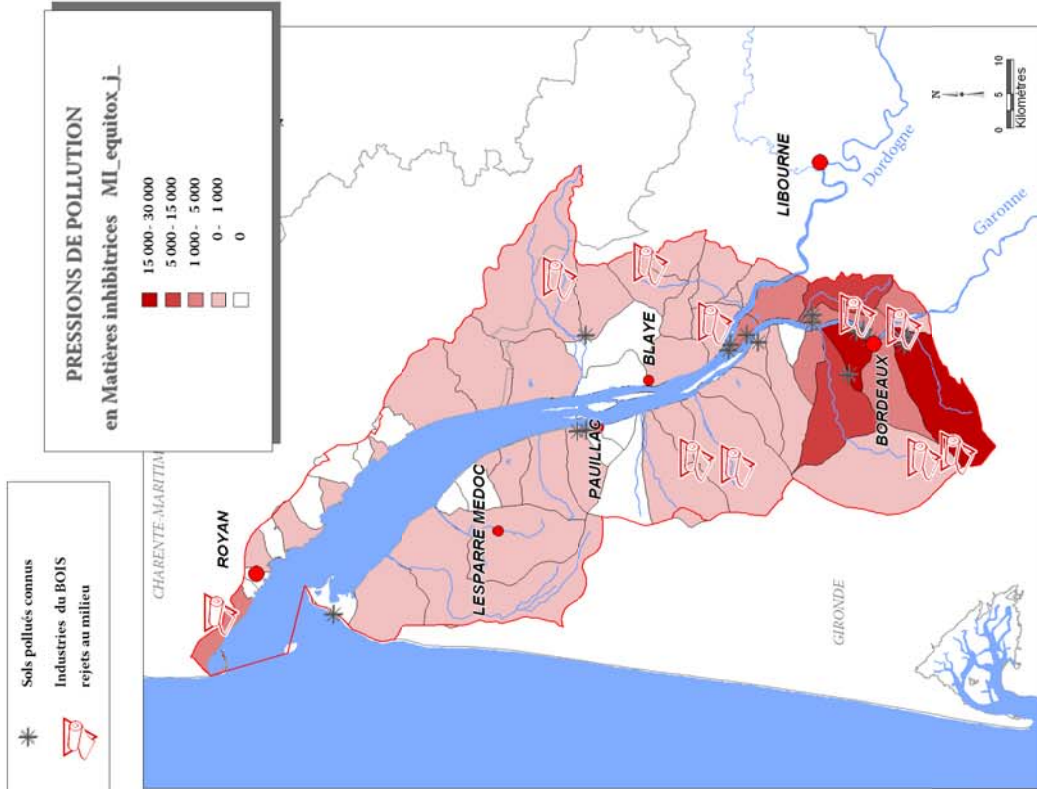 PRESSIONS DE POLLUTION
en Matières inhibitrices MI_equitox_j_
15 000 - 30 000
5 000 - 15 000
1 000 - 5 000
0 - 1 000
0
Sols pollués connus
Industries du BOIS
rejets au milieu
ROYAN
LESPARRE MEDOC
PAUILLAC
BLAYE
LIBOURNE
Dordogne
Garonne
BORDEAUX
GIRONDE
N
0 5 10
Kilomètres